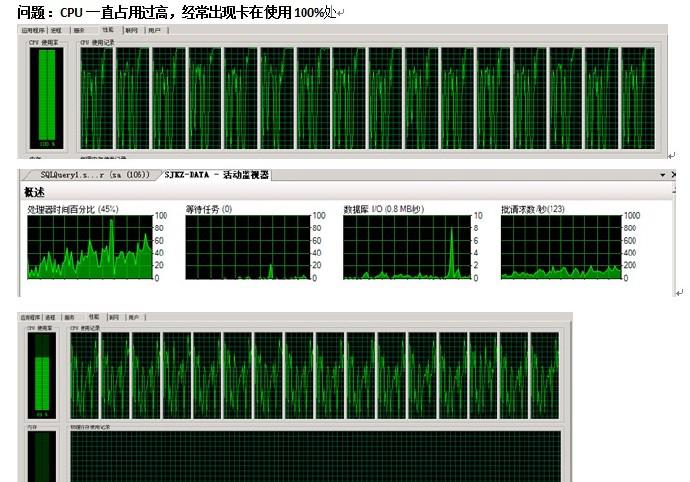 问题：CPU 一直占用过高，经常出现卡在使用 100%处
应用程序 进程 服务 性能 联网 用户
CPU 使用率 CPU 使用记录
100 %
SQLQuery1.s...r (sa (106)) SJKZ-DATA - 活动监视器
概述
处理器时间百分比 (45%) 等待任务 (0) 数据库 I/O (0.8 MB/秒) 批请求数/秒(123)
100 100 10 1000
80 80 8 800
60 60 6 600
40 40 4 400
20 20 2 200
0 0 0 0
应用程序 进程 服务 性能 联网 用户
CPU 使用率 CPU 使用记录
内存 物理内存使用记录